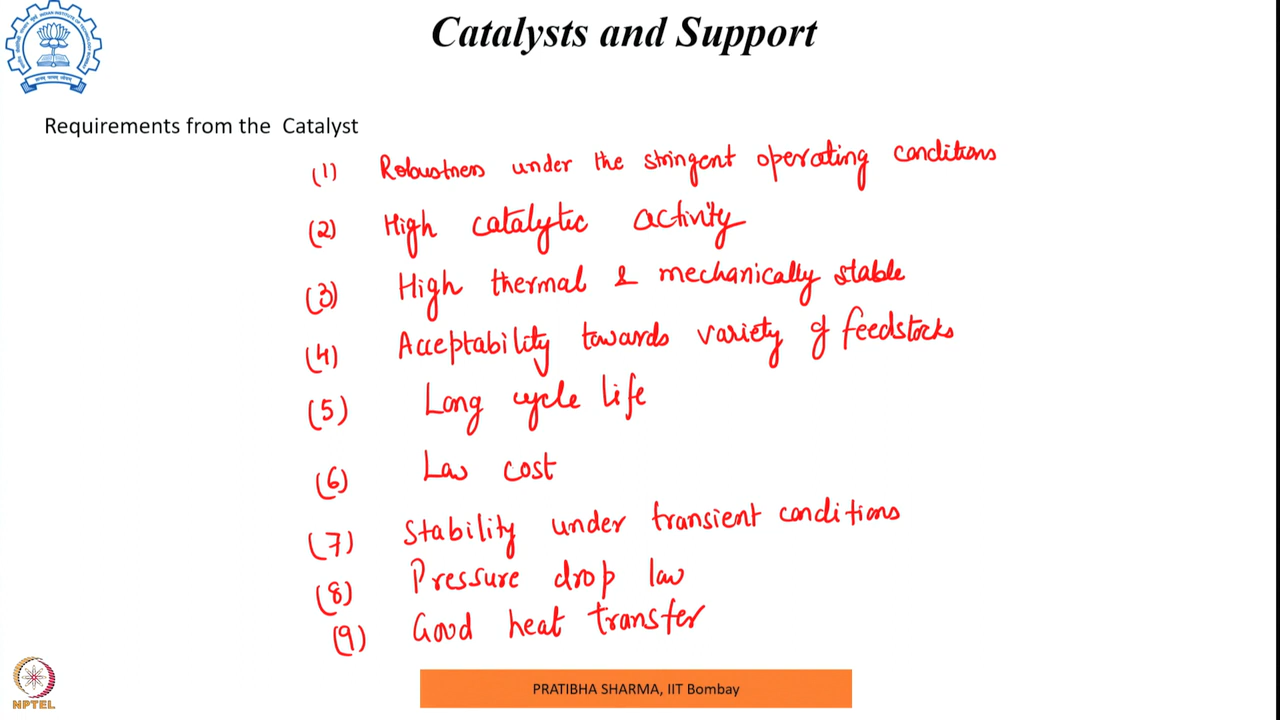 Catalysts and Support
Requirements from the Catalyst
(1) Robustness under the stringent operating conditions
(2) High catalytic activity
(3) High thermal & mechanically stable
(4) Acceptability towards variety of feedstocks
(5) Long cycle life
(6) Low cost
(7) Stability under transient conditions
(8) Pressure drop low
(9) Good heat transfer
PRATIBHA SHARMA, IIT Bombay
NPTEL